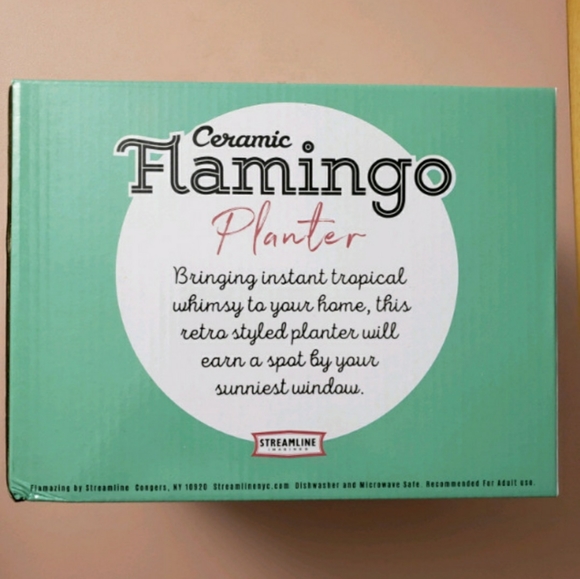 Ceramic
Flamingo
Planter
Bringing instant tropical
whimsy to your home, this
retro styled planter will
earn a spot by your
sunniest window.
STREAMLINE
by Streamline Congers, NY 10920 Streamlinenyc.com Dishwasher and Microwave Safe. Recommended For Adult use.